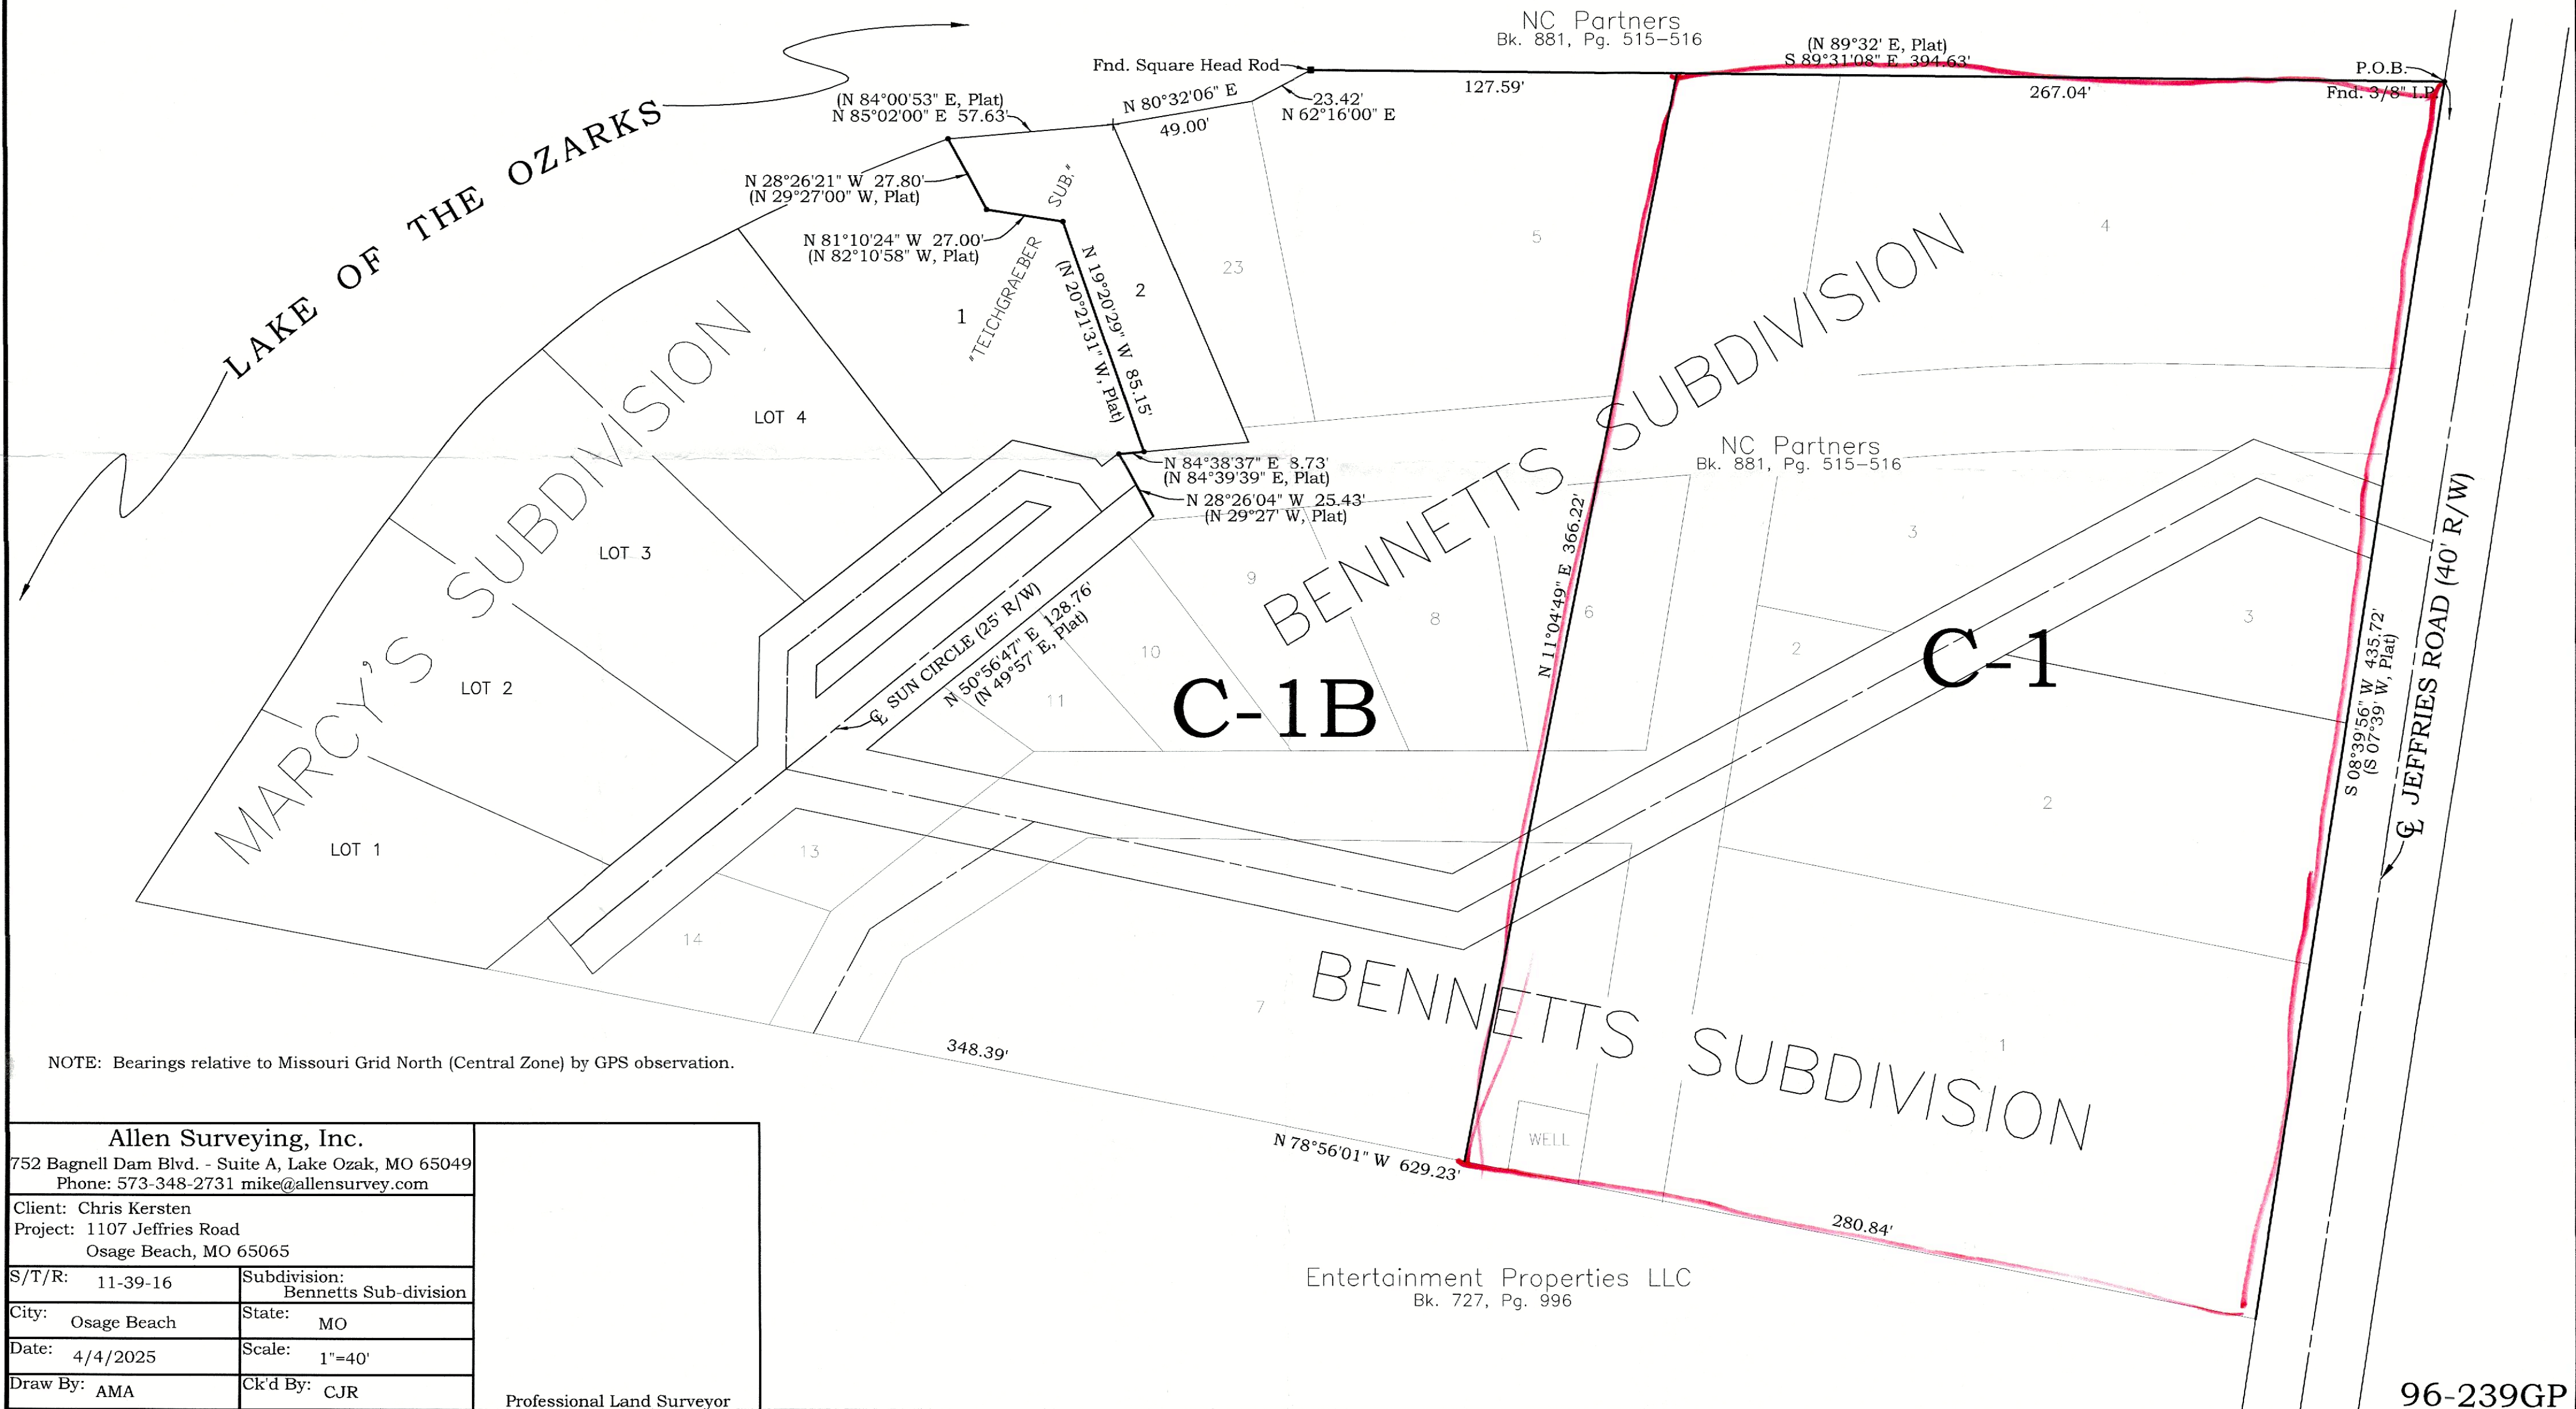 NC Partners
Bk. 881, Pg. 515-516
(N 89°32' E, Plat)
S 89°31'08" E 394.63'
Fnd. Square Head Rod
P.O.B.
Fnd. 3/8" I.P.
127.59'
267.04'
23.42'
N 62°16'00" E
N 80°32'06" E
49.00'
(N 84°00'53" E, Plat)
N 85°02'00" E 57.63'
LAKE OF THE OZARKS
N 28°26'21" W 27.80'
(N 29°27'00" W, Plat)
N 81°10'24" W 27.00'
(N 82°10'58" W, Plat)
"TEICHGRAEBER
SUB."
N 19°20'29" W 85.15'
(N 20°21'31" W, Plat)
1
2
23
5
4
MARCY'S SUBDIVISION
LOT 4
LOT 3
LOT 2
LOT 1
N 84°38'37" E 8.73'
(N 84°39'39" E, Plat)
N 28°26'04" W 25.43'
(N 29°27' W, Plat)
BENNETTS SUBDIVISION
NC Partners
Bk. 881, Pg. 515-516
N 11°04'49" E 366.22'
℄ SUN CIRCLE (25' R/W)
N 50°56'47" E 128.76'
(N 49°57' E, Plat)
9
8
6
10
11
3
2
3
C-1B
C-1
S 08°39'56" W 435.72'
(S 07°39' W, Plat)
℄ JEFFRIES ROAD (40' R/W)
2
13
14
7
1
BENNETTS SUBDIVISION
WELL
348.39'
N 78°56'01" W 629.23'
280.84'
Entertainment Properties LLC
Bk. 727, Pg. 996
NOTE: Bearings relative to Missouri Grid North (Central Zone) by GPS observation.
Allen Surveying, Inc.
752 Bagnell Dam Blvd. - Suite A, Lake Ozak, MO 65049
Phone: 573-348-2731 mike@allensurvey.com
Client: Chris Kersten
Project: 1107 Jeffries Road
Osage Beach, MO 65065
S/T/R: 11-39-16
Subdivision:
Bennetts Sub-division
City: Osage Beach
State: MO
Date: 4/4/2025
Scale: 1"=40'
Draw By: AMA
Ck'd By: CJR
Professional Land Surveyor
96-239GP